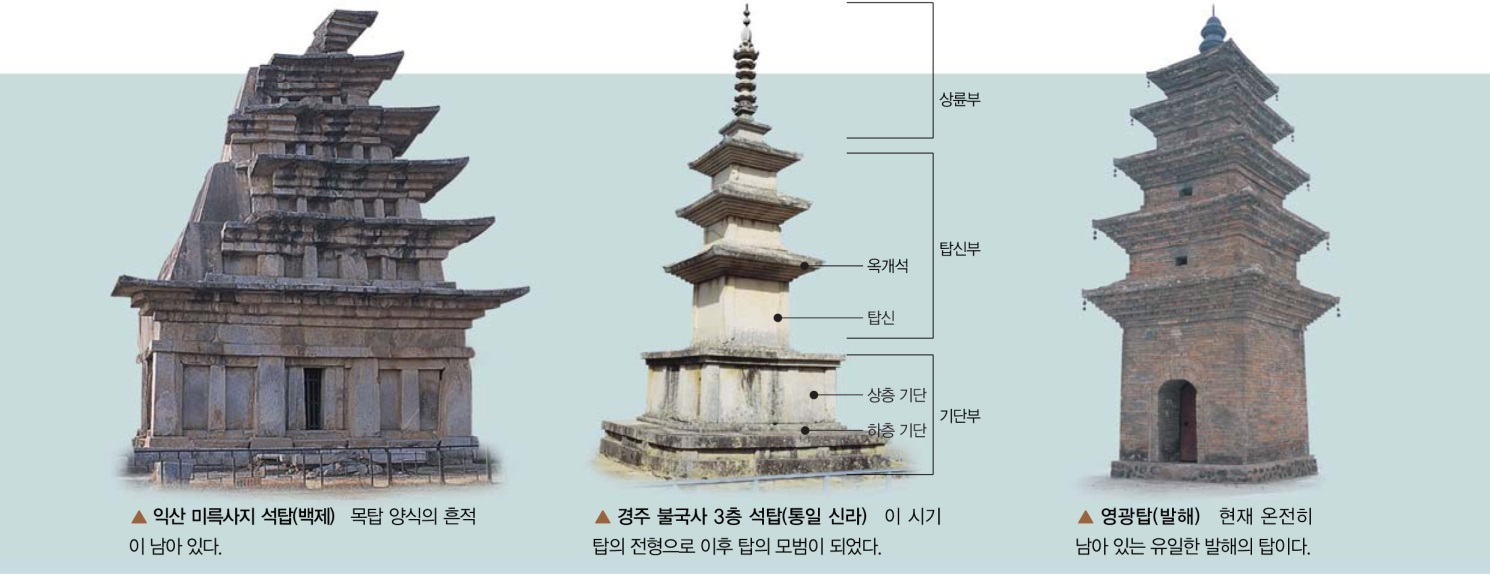 상륜부
탑신부
옥개석
탑신
상층 기단
기단부
하층 기단
▲ 익산 미륵사지 석탑(백제) 목탑 양식의 흔적
이 남아 있다.
▲ 경주 불국사 3층 석탑(통일 신라) 이 시기
탑의 전형으로 이후 탑의 모범이 되었다.
▲ 영광탑(발해) 현재 온전히
남아 있는 유일한 발해의 탑이다.